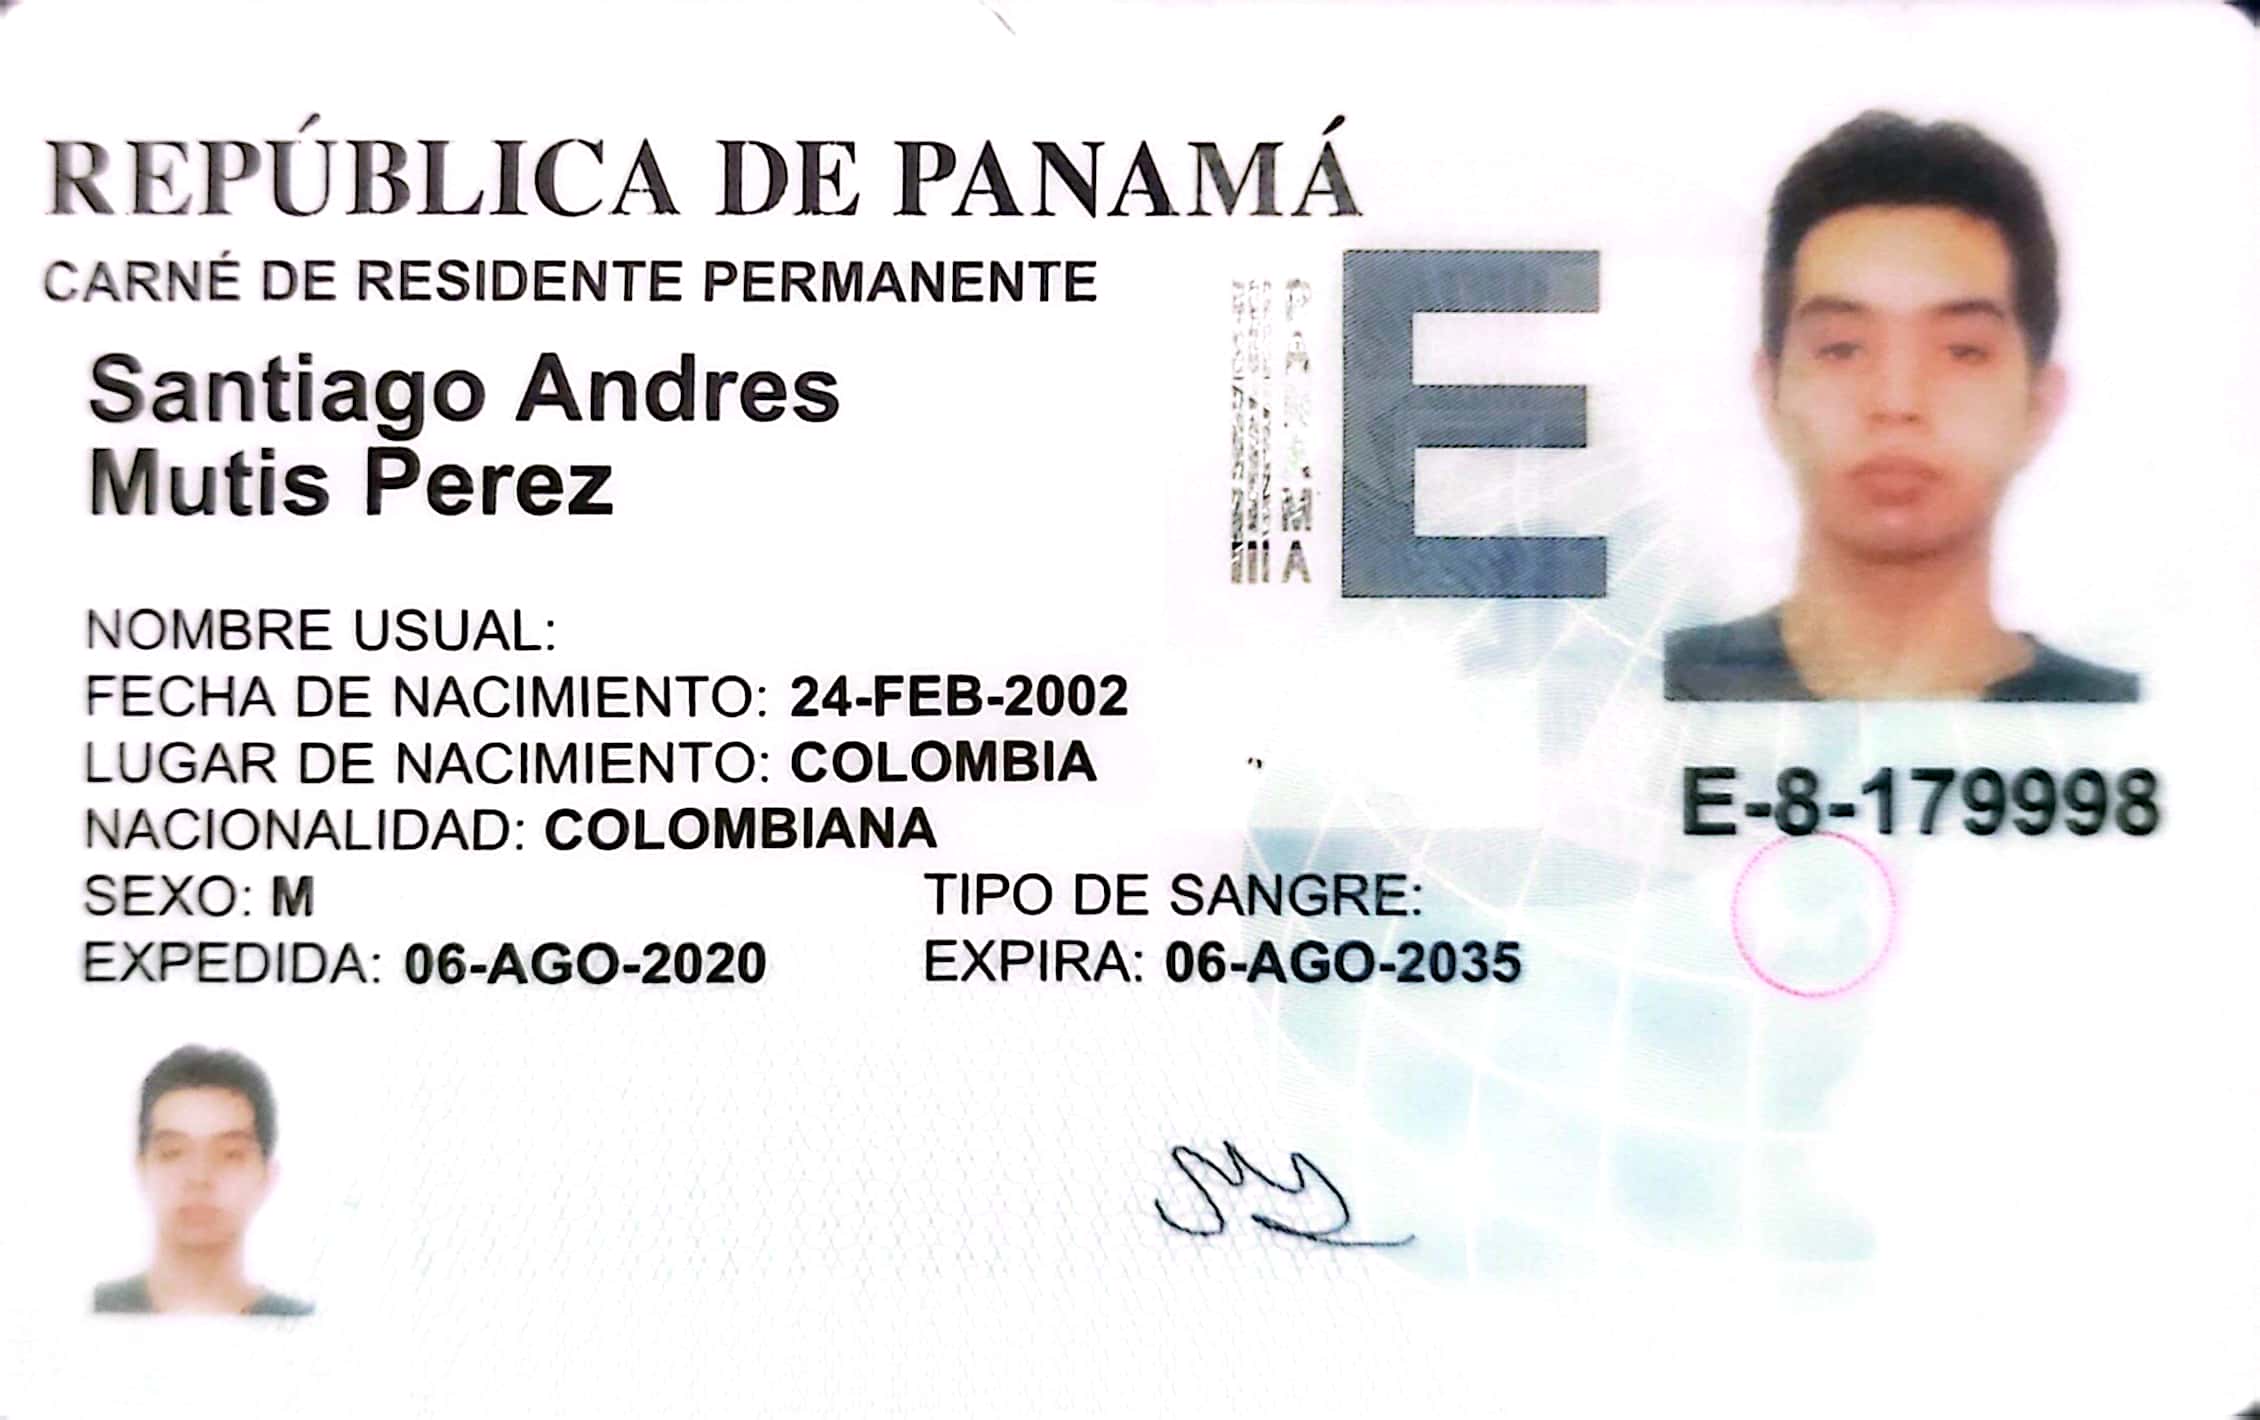 REPÚBLICA DE PANAMÁ
CARNÉ DE RESIDENTE PERMANENTE
Santiago Andres
Mutis Perez
PANAMA
E
NOMBRE USUAL:
FECHA DE NACIMIENTO: 24-FEB-2002
LUGAR DE NACIMIENTO: COLOMBIA
NACIONALIDAD: COLOMBIANA
SEXO: M
TIPO DE SANGRE:
EXPEDIDA: 06-AGO-2020
EXPIRA: 06-AGO-2035
E-8-179998